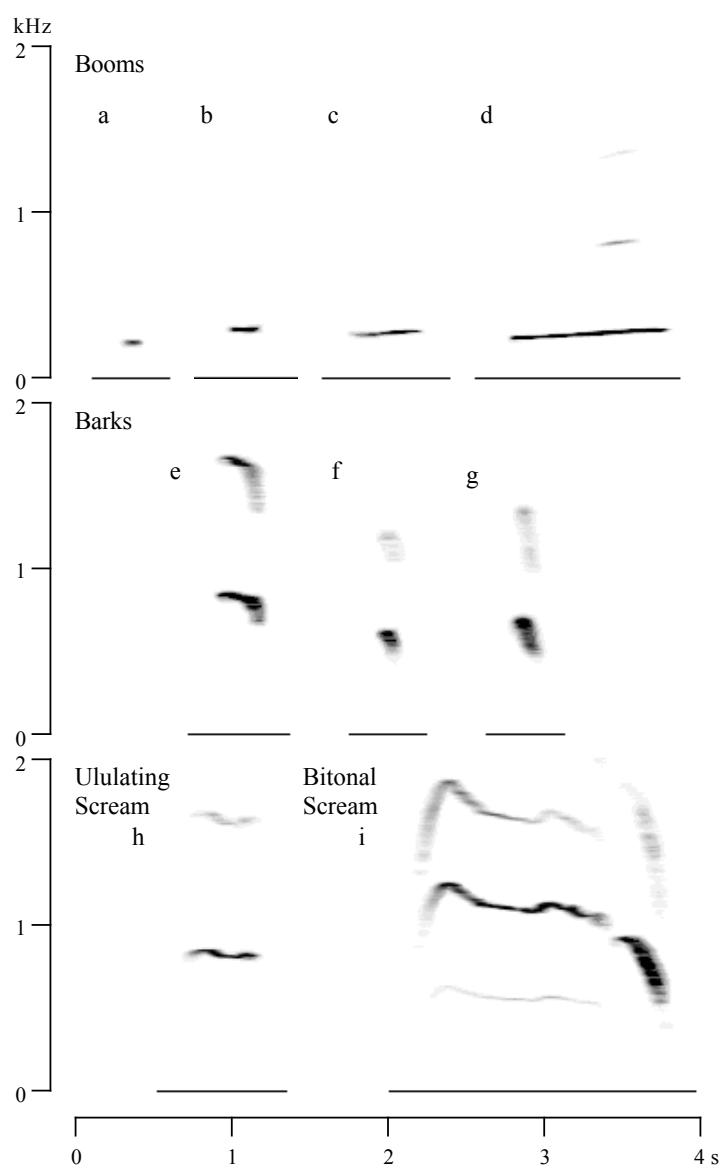 kHz
2
Booms
a b c d
1
0
2
Barks
e f g
1
0
2
Ululating Bitonal
Scream Scream
h i
1
0
0 1 2 3 4 s